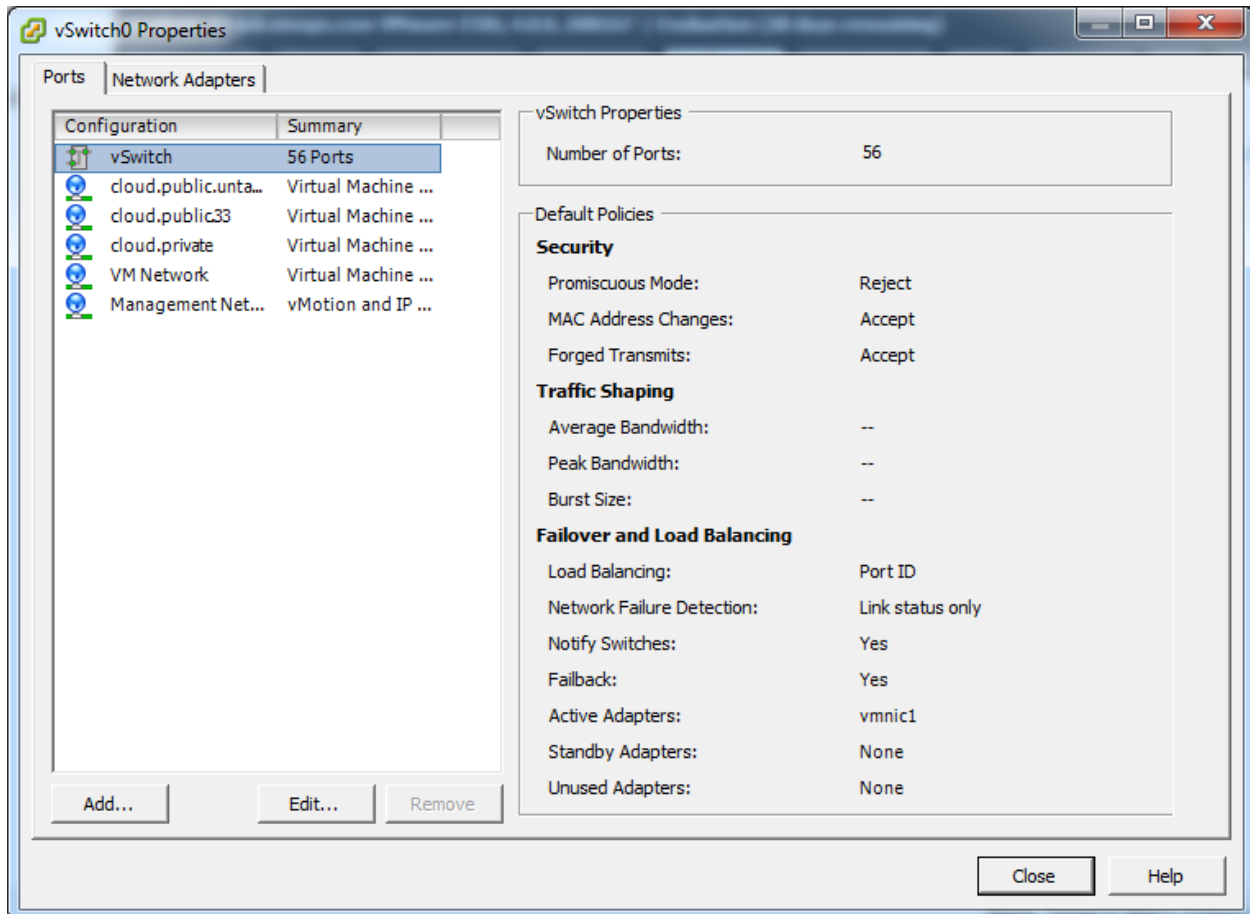 vSwitch0 Properties
Ports
Network Adapters
Configuration Summary
vSwitch 56 Ports
cloud.public.unta... Virtual Machine ...
cloud.public.33 Virtual Machine ...
cloud.private Virtual Machine ...
VM Network Virtual Machine ...
Management Net... vMotion and IP ...
Add...
Edit...
Remove
vSwitch Properties
Number of Ports: 56
Default Policies
Security
Promiscuous Mode: Reject
MAC Address Changes: Accept
Forged Transmits: Accept
Traffic Shaping
Average Bandwidth: --
Peak Bandwidth: --
Burst Size: --
Failover and Load Balancing
Load Balancing: Port ID
Network Failure Detection: Link status only
Notify Switches: Yes
Failback: Yes
Active Adapters: vmnic1
Standby Adapters: None
Unused Adapters: None
Close
Help